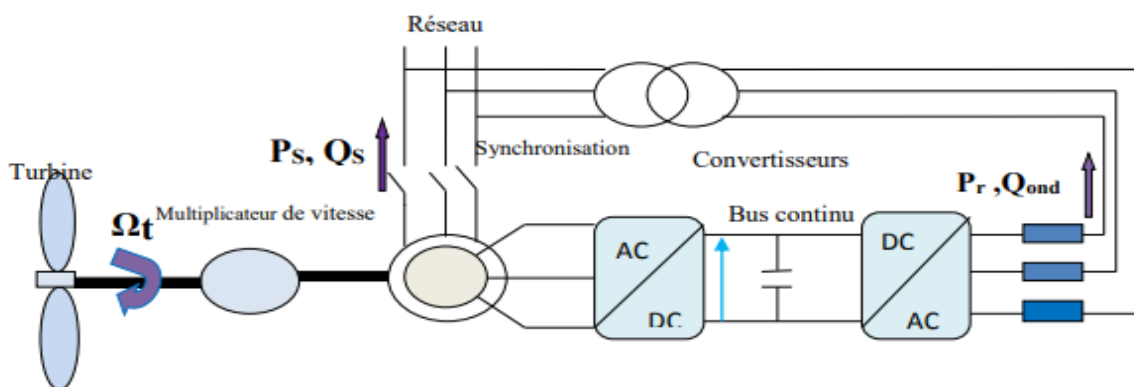 Réseau
Ps, Qs
Synchronisation
Convertisseurs
Pr ,Qond
Turbine
Multiplicateur de vitesse
Ωt
Bus continu
AC
DC
DC
AC